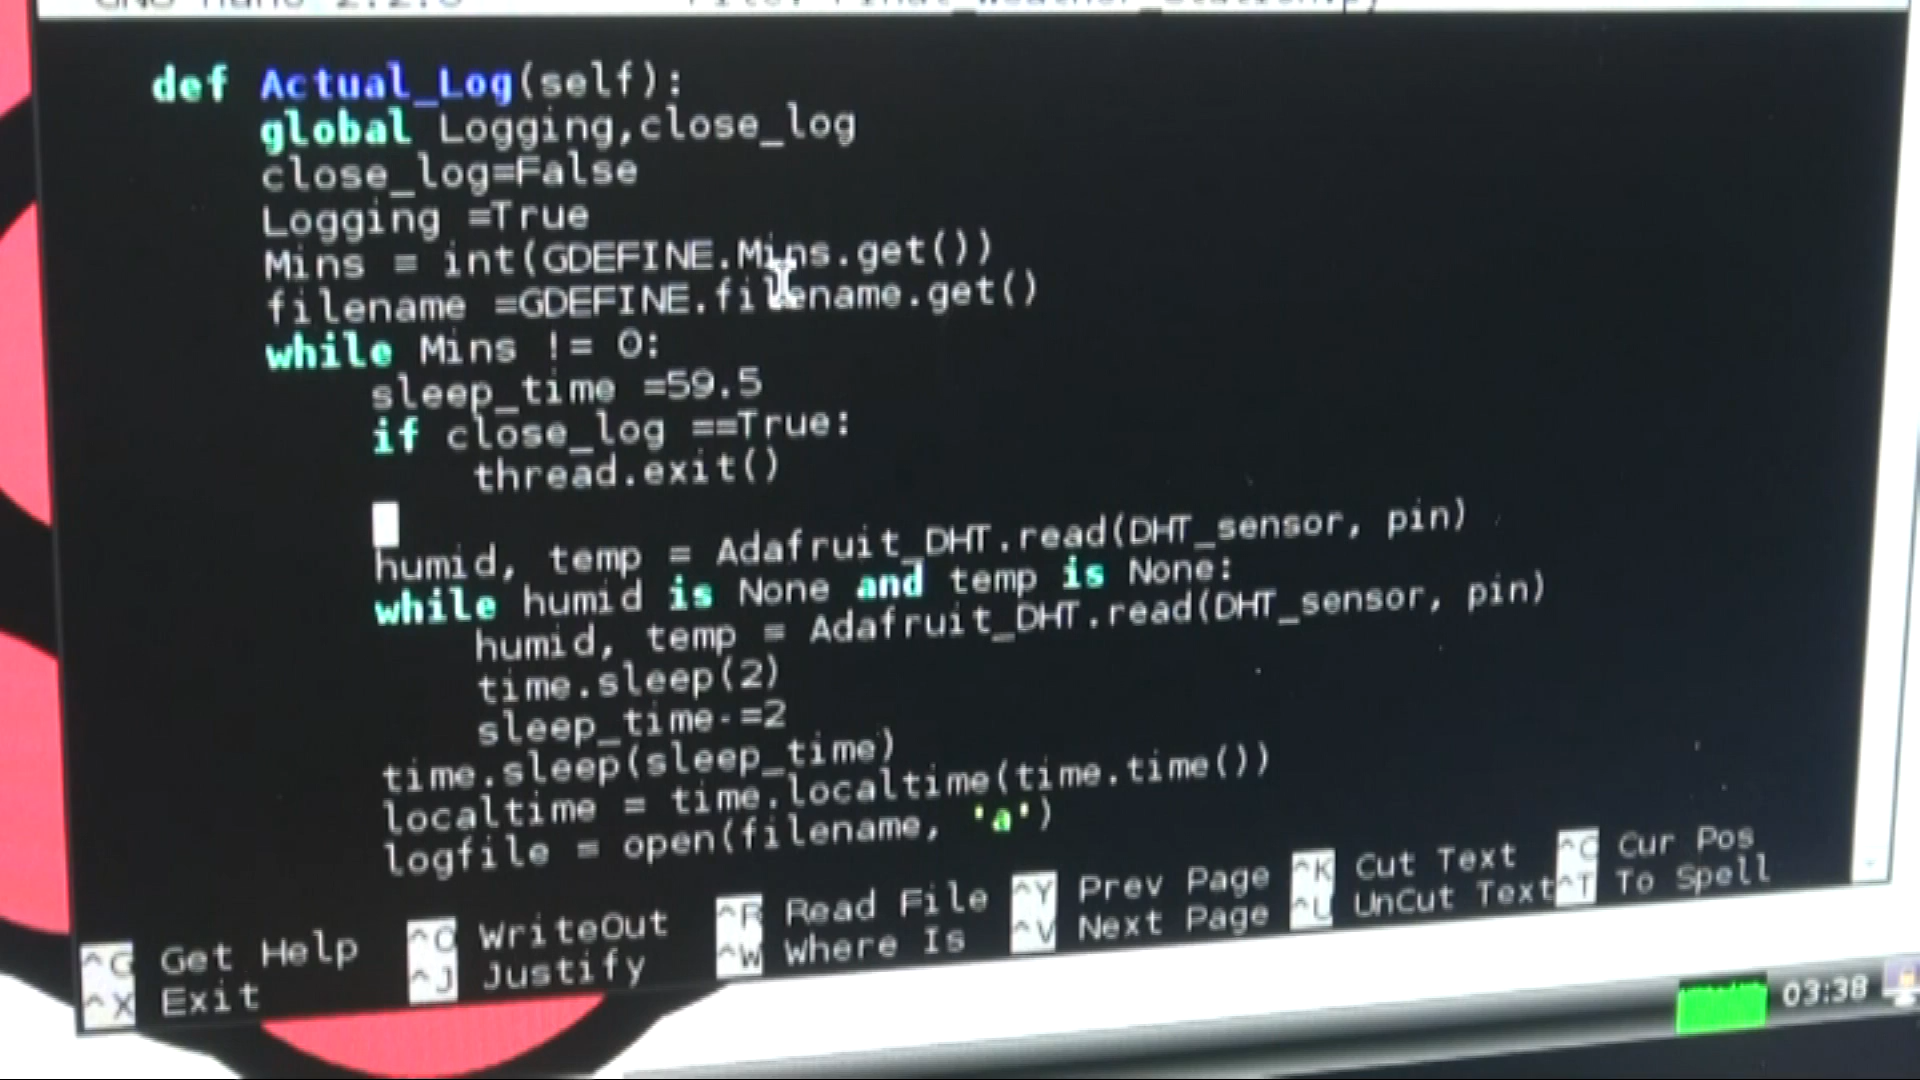 File: Final_Weather_Station.py
def Actual_Log(self):
global Logging,close_log
close_log=False
Logging =True
Mins = int(GDEFINE.Mins.get())
filename =GDEFINE.filename.get()
while Mins != 0:
sleep_time =59.5
if close_log ==True:
thread.exit()
humid, temp = Adafruit_DHT.read(DHT_sensor, pin)
while humid is None and temp is None:
humid, temp = Adafruit_DHT.read(DHT_sensor, pin)
time.sleep(2)
sleep_time-=2
time.sleep(sleep_time)
localtime = time.localtime(time.time())
logfile = open(filename, 'a')
^G Get Help ^O WriteOut ^R Read File ^Y Prev Page ^K Cut Text ^C Cur Pos
^X Exit ^J Justify ^W Where Is ^V Next Page ^U UnCut Text ^T To Spell
03:38